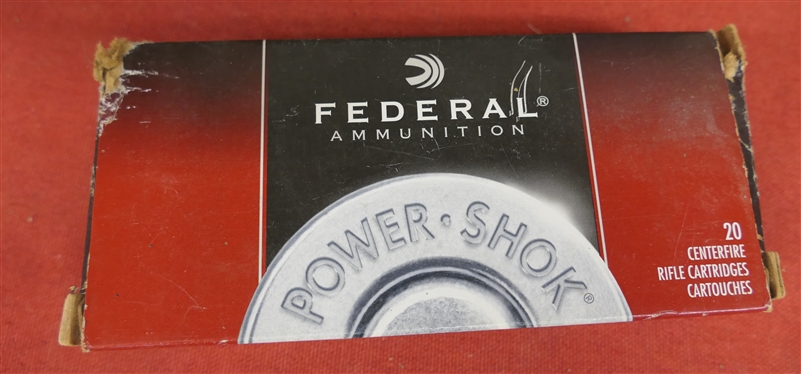 FEDERAL®
AMMUNITION
POWER·SHOK®
20
CENTERFIRE
RIFLE CARTRIDGES
CARTOUCHES